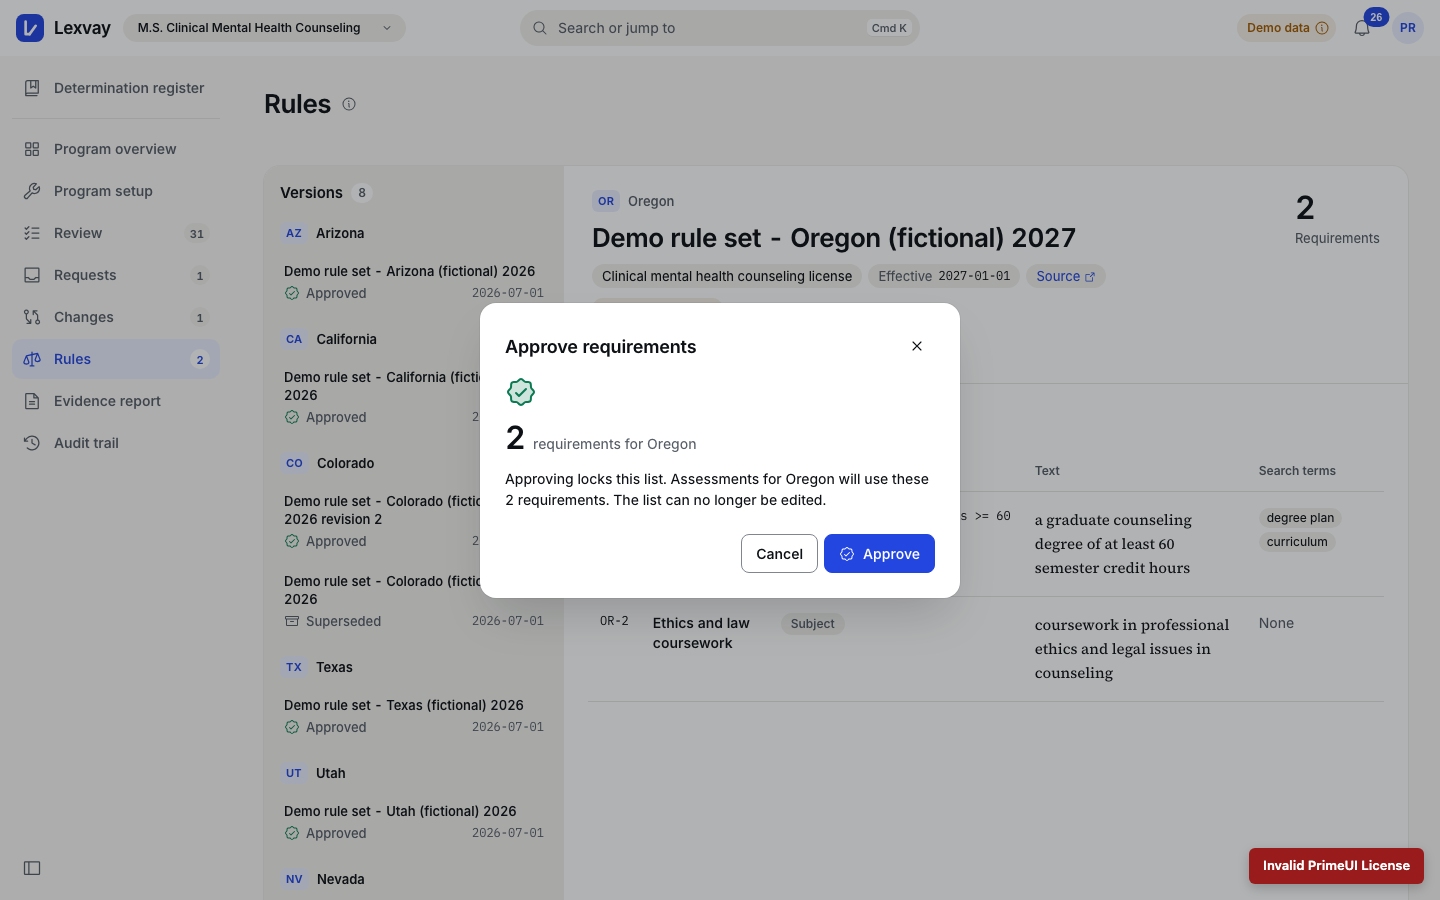 Lexvay
M.S. Clinical Mental Health Counseling
Search or jump to
Cmd K
Demo data
26
PR
Determination register
Program overview
Program setup
Review 31
Requests 1
Changes 1
Rules 2
Evidence report
Audit trail
Rules
Versions 8
AZ Arizona
Demo rule set - Arizona (fictional) 2026
Approved 2026-07-01
CA California
Demo rule set - California (ficti
2026
Approved 2
CO Colorado
Demo rule set - Colorado (fictio
2026 revision 2
Approved 2
Demo rule set - Colorado (fictio
2026
Superseded 2026-07-01
TX Texas
Demo rule set - Texas (fictional) 2026
Approved 2026-07-01
UT Utah
Demo rule set - Utah (fictional) 2026
Approved 2026-07-01
NV Nevada
OR Oregon
Demo rule set - Oregon (fictional) 2027
Clinical mental health counseling license
Effective 2027-01-01
Source
2
Requirements
Approve requirements
2 requirements for Oregon
Approving locks this list. Assessments for Oregon will use these
2 requirements. The list can no longer be edited.
Cancel
Approve
Text
Search terms
s >= 60
a graduate counseling
degree of at least 60
semester credit hours
degree plan
curriculum
OR-2
Ethics and law
coursework
Subject
coursework in professional
ethics and legal issues in
counseling
None
Invalid PrimeUI License